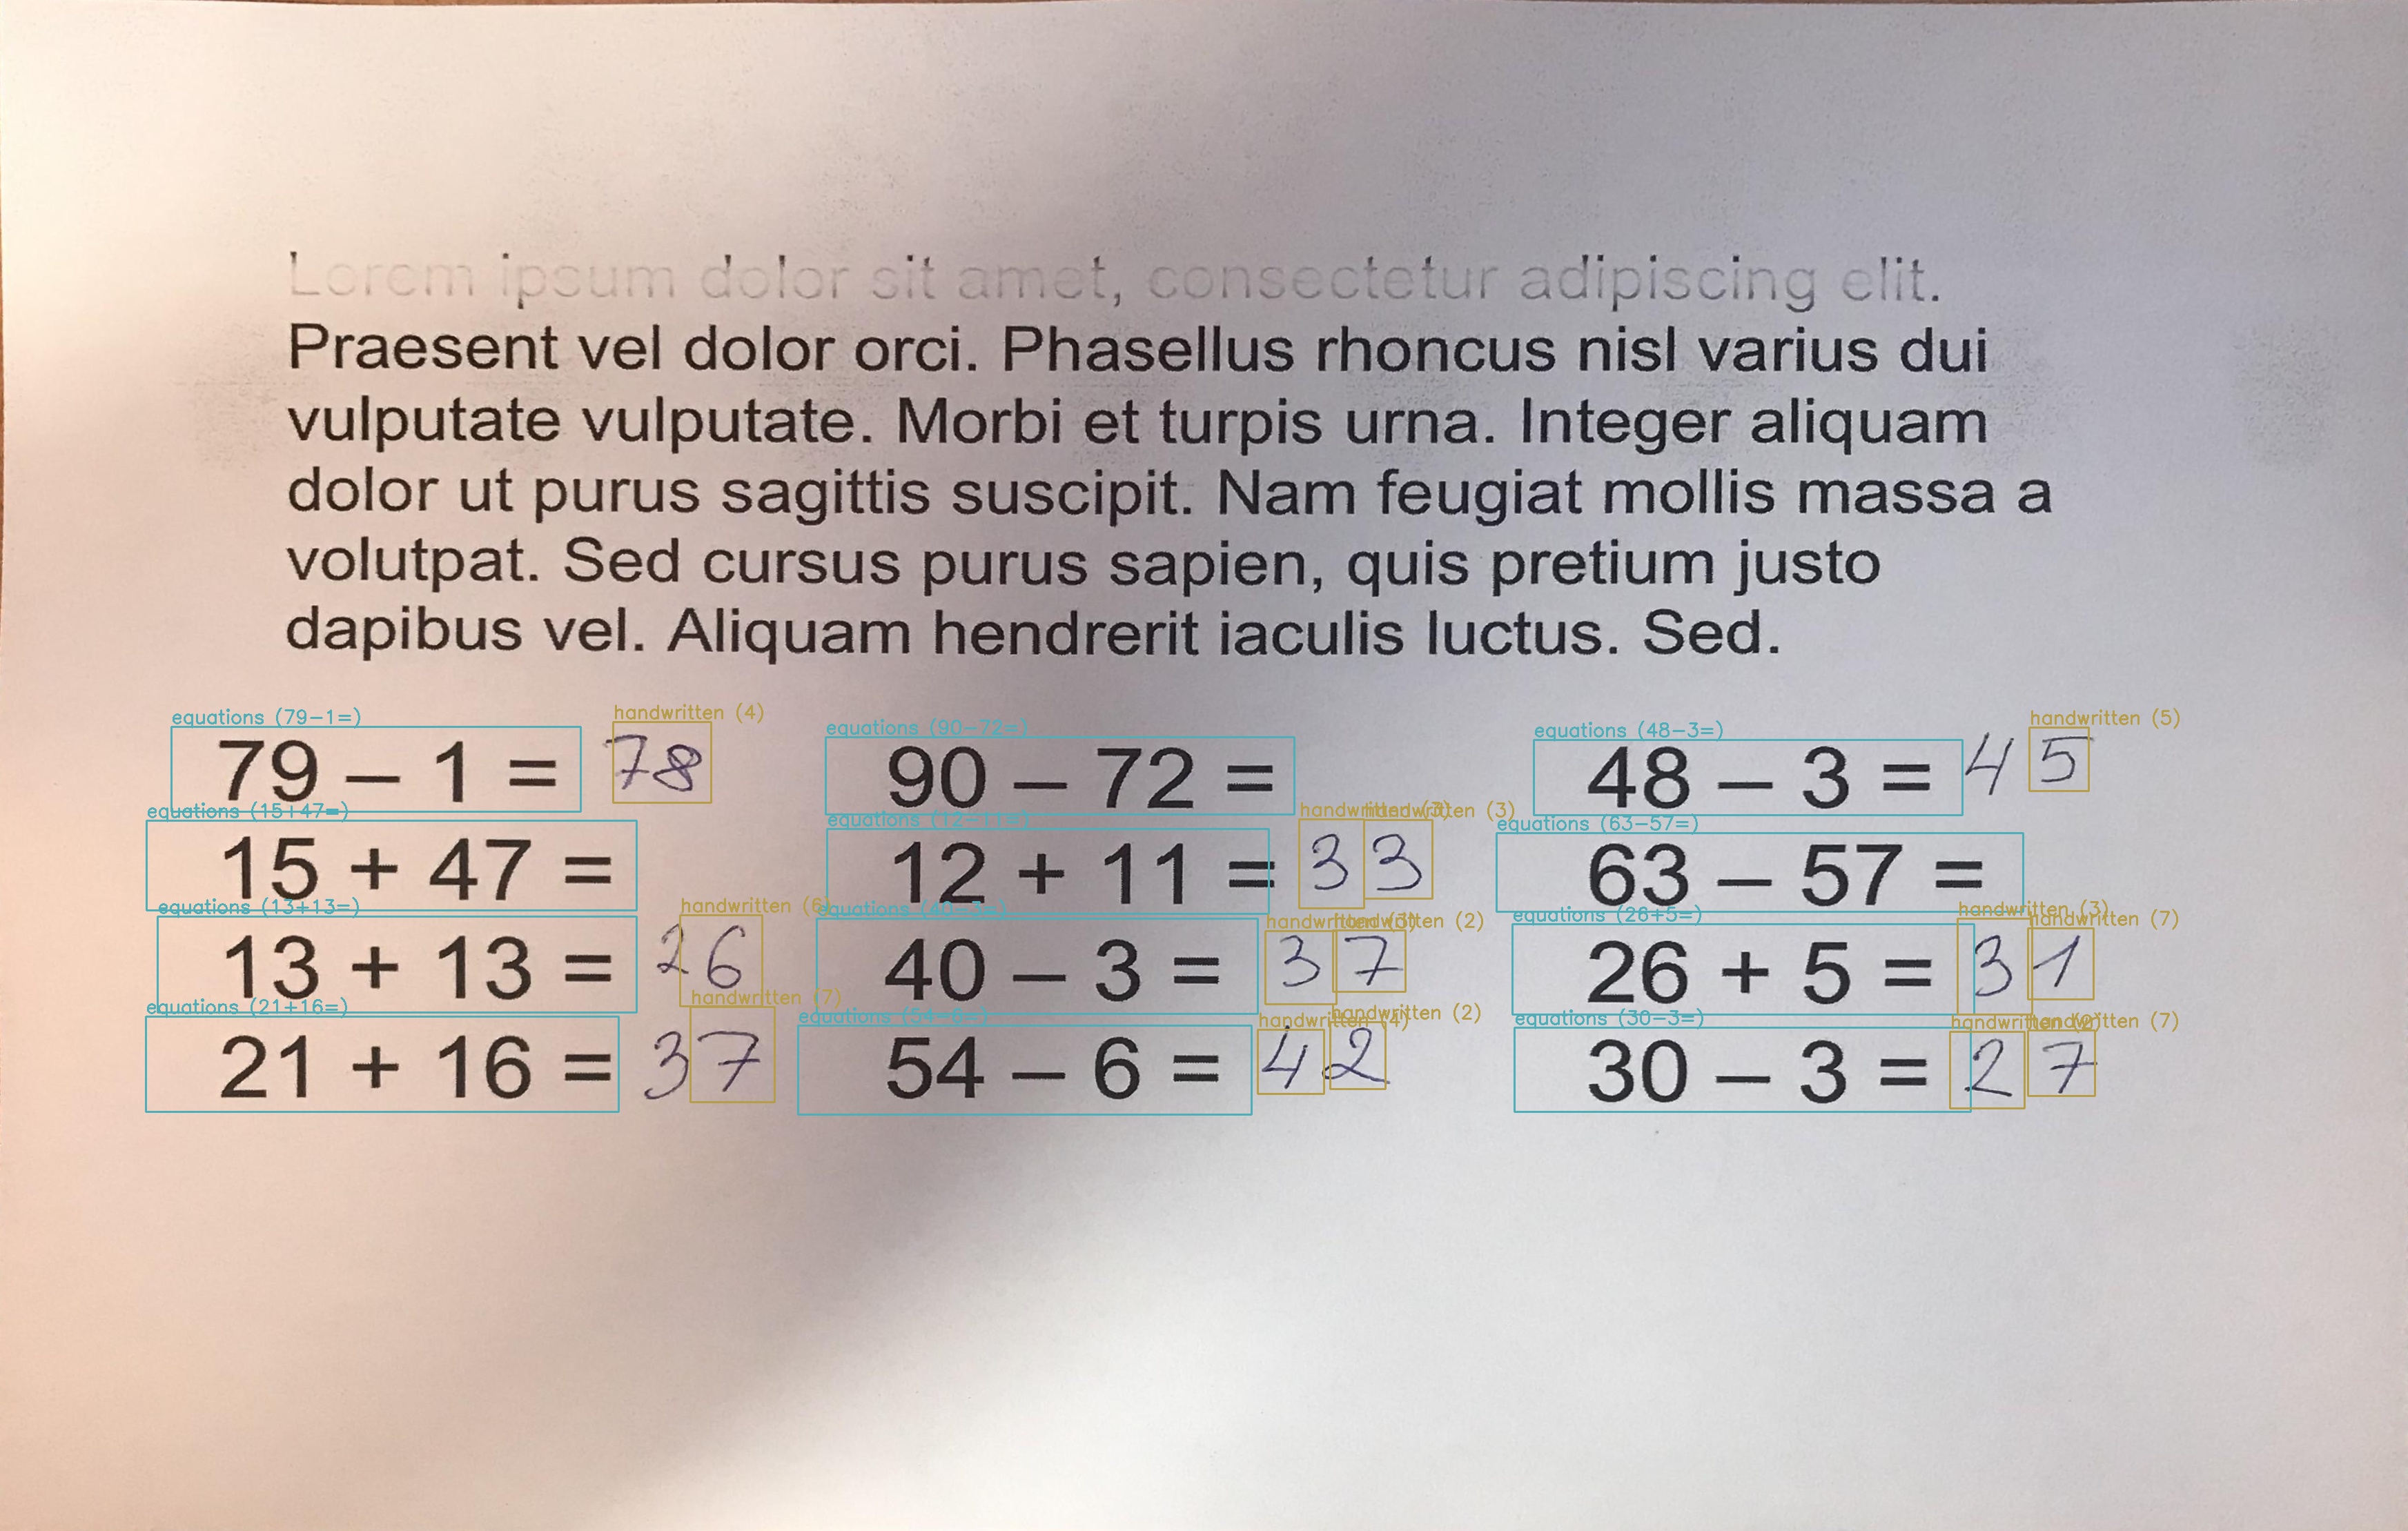 Lorem ipsum dolor sit amet, consectetur adipiscing elit.
Praesent vel dolor orci. Phasellus rhoncus nisl varius dui
vulputate vulputate. Morbi et turpis urna. Integer aliquam
dolor ut purus sagittis suscipit. Nam feugiat mollis massa a
volutpat. Sed cursus purus sapien, quis pretium justo
dapibus vel. Aliquam hendrerit iaculis luctus. Sed.
equations (79-1=) handwritten (4) equations (90-72=) equations (48-3=) handwritten (5)
79 – 1 = 78 90 – 72 = 48 – 3 = 45
equations (15+47=) equations (12-11=) handwritten (3) handwritten (3) equations (63-57=)
15 + 47 = 12 + 11 = 33 63 – 57 =
equations (13+13=) handwritten (6) equations (40-3=) handwritten (3) handwritten (2) equations (26+5=) handwritten (3) handwritten (7)
13 + 13 = 26 40 – 3 = 37 26 + 5 = 31
equations (21+16=) handwritten (7) equations (54-6=) handwritten (4) handwritten (2) equations (30-3=) handwritten (2) handwritten (7)
21 + 16 = 37 54 – 6 = 42 30 – 3 = 27